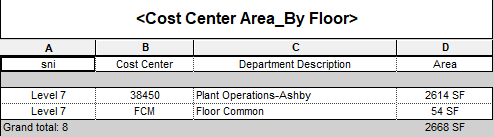 <Cost Center Area_By Floor>
A B C D
sni Cost Center Department Description Area
Level 7 38450 Plant Operations-Ashby 2614 SF
Level 7 FCM Floor Common 54 SF
Grand total: 8 2668 SF